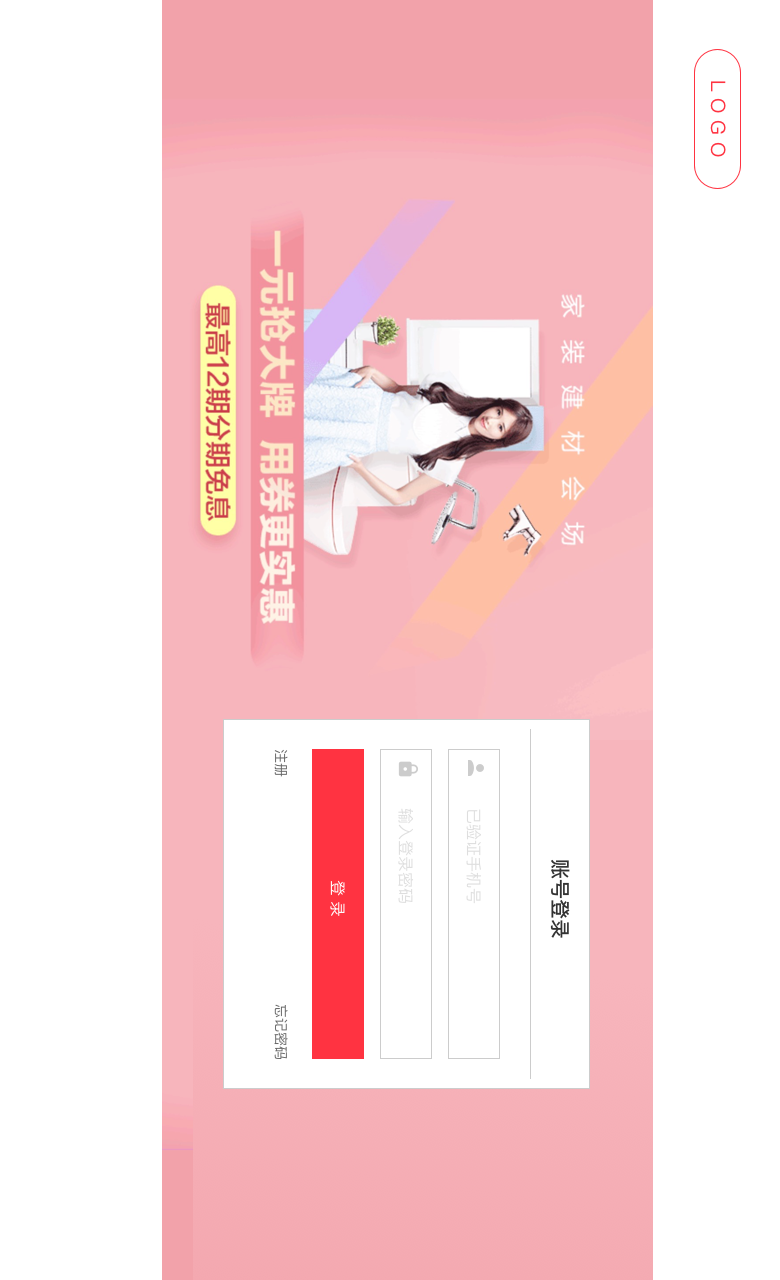 LOGO
家装建材会场
一元抢大牌 用券更实惠
最高12期分期免息
账号登录
已验证手机号
输入登录密码
登录
注册 忘记密码